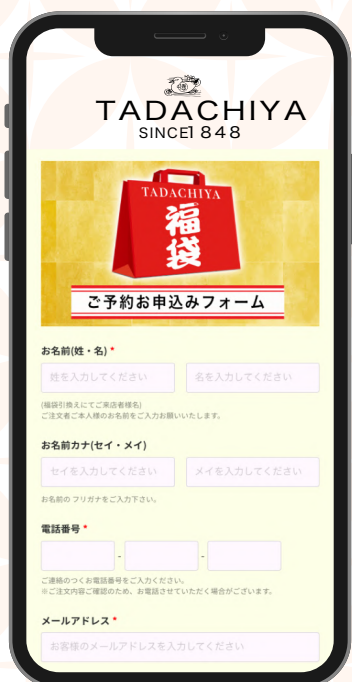 TADACHIYA
SINCE1 848
TADACHIYA
福
袋
ご予約お申込みフォーム
お名前(姓・名) *
姓を入力してください
名を入力してください
(福袋引換えにてご来店者様名)
ご注文者ご本人様のお名前をご入力お願いいたします。
お名前カナ(セイ・メイ)
セイを入力してください
メイを入力してください
お名前の フリガナをご入力下さい。
電話番号 *
- -
ご連絡のつくお電話番号をご入力ください。
※ご注文内容ご確認のため、お電話させていただく場合がございます。
メールアドレス *
お客様のメールアドレスを入力してください